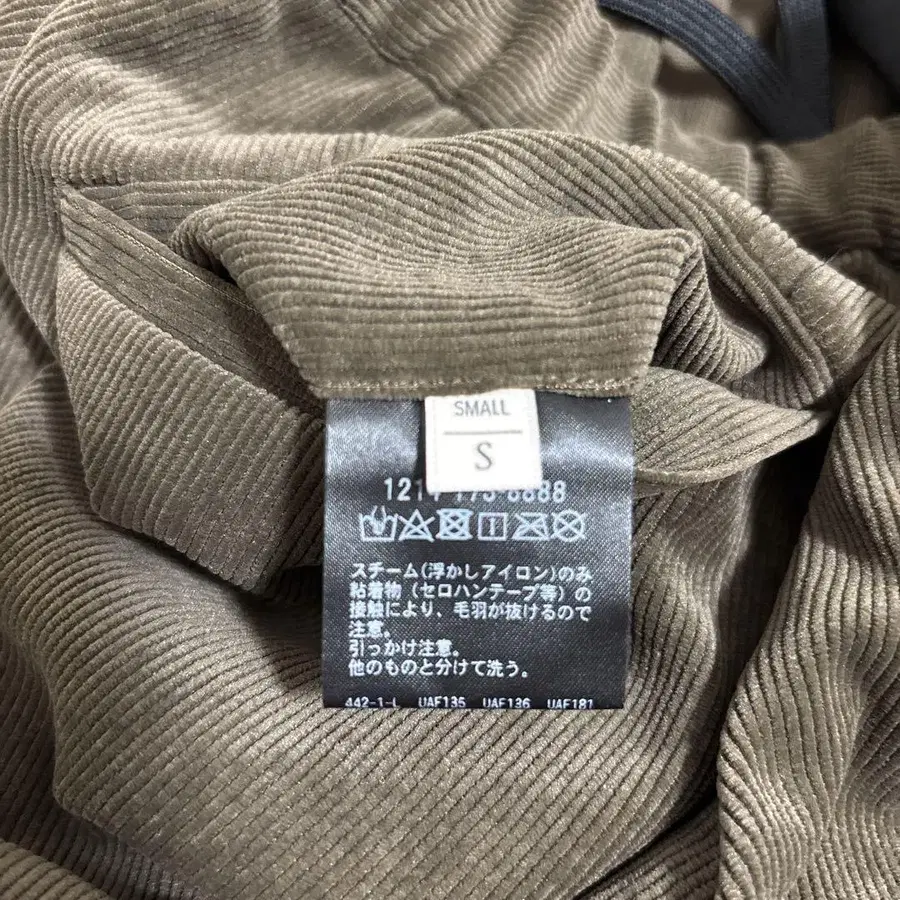 SMALL
S
スチーム(浮かしアイロン)のみ
粘着物(セロハンテープ等)の
接触により、毛羽が抜けるので
注意。
引っかけ注意。
他のものと分けて洗う。
442-1-L UAF135 UAF136 UAF181